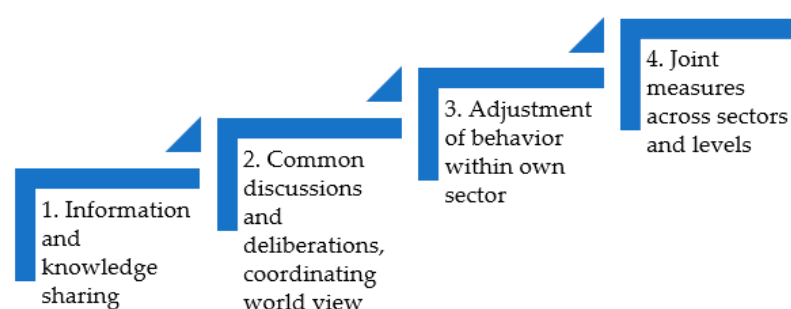 1. Information
and
knowledge
sharing
2. Common
discussions
and
deliberations,
coordinating
world view
3. Adjustment
of behavior
within own
sector
4. Joint
measures
across sectors
and levels